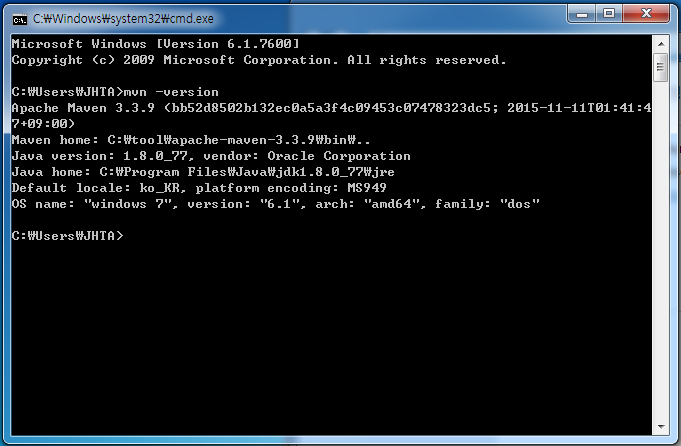 C:₩Windows₩system32₩cmd.exe
Microsoft Windows [Version 6.1.7600]
Copyright (c) 2009 Microsoft Corporation. All rights reserved.
C:₩Users₩JHTA>mvn -version
Apache Maven 3.3.9 (bb52d8502b132ec0a5a3f4c09453c07478323dc5; 2015-11-11T01:41:4
7+09:00)
Maven home: C:₩tool₩apache-maven-3.3.9₩bin₩..
Java version: 1.8.0_77, vendor: Oracle Corporation
Java home: C:₩Program Files₩Java₩jdk1.8.0_77₩jre
Default locale: ko_KR, platform encoding: MS949
OS name: "windows 7", version: "6.1", arch: "amd64", family: "dos"
C:₩Users₩JHTA>